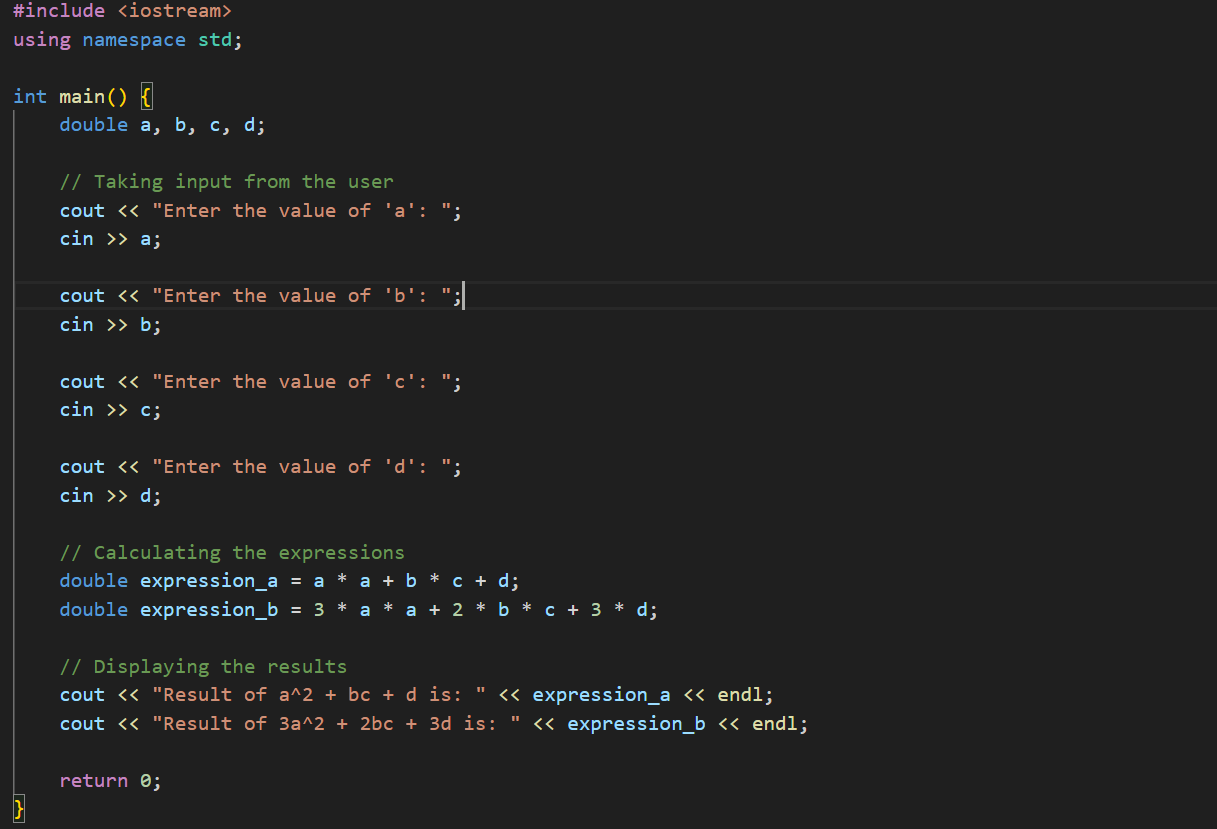 #include <iostream>
using namespace std;
int main() {
    double a, b, c, d;
    // Taking input from the user
    cout << "Enter the value of 'a': ";
    cin >> a;
    cout << "Enter the value of 'b': ";
    cin >> b;
    cout << "Enter the value of 'c': ";
    cin >> c;
    cout << "Enter the value of 'd': ";
    cin >> d;
    // Calculating the expressions
    double expression_a = a * a + b * c + d;
    double expression_b = 3 * a * a + 2 * b * c + 3 * d;
    // Displaying the results
    cout << "Result of a^2 + bc + d is: " << expression_a << endl;
    cout << "Result of 3a^2 + 2bc + 3d is: " << expression_b << endl;
    return 0;
}